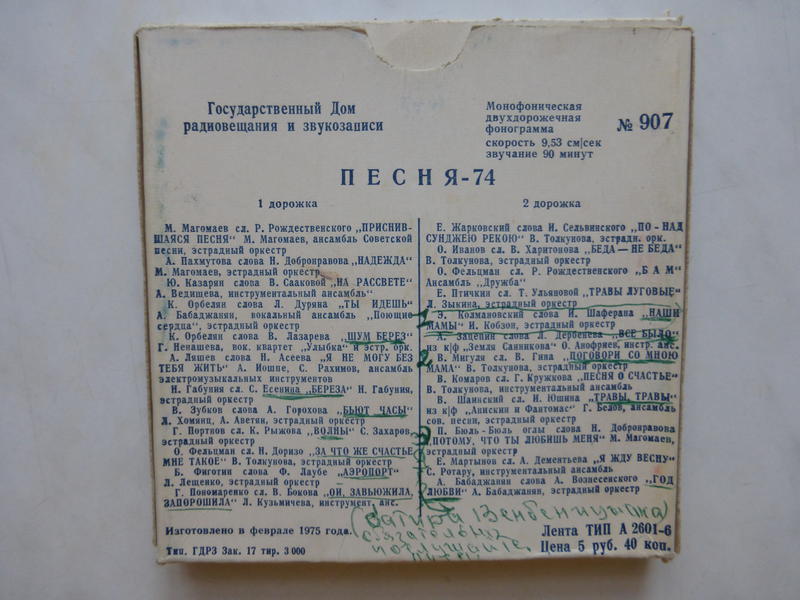 Государственный Дом
радиовещания и звукозаписи
Монофоническая
двухдорожечная
фонограмма
скорость 9,53 см|сек
звучание 90 минут
№ 907
ПЕСНЯ-74
1 дорожка
М. Магомаев сл. Р. Рождественского „ПРИСНИВ-
ШАЯСЯ ПЕСНЯ“ М. Магомаев, ансамбль Советской
песни, эстрадный оркестр
А. Пахмутова слова Н. Добронравова „НАДЕЖДА“
М. Магомаев, эстрадный оркестр
Ю. Казарян слова В. Сааковой „НА РАССВЕТЕ“
А. Ведищева, инструментальный ансамбль
К. Орбелян слова Л. Дуряна „ТЫ ИДЕШЬ“
А. Бабаджанян, вокальный ансамбль „Поющие
сердца“, эстрадный оркестр
К. Орбелян слова В. Лазарева „ШУМ БЕРЕЗ“
Г. Ненашева, вок. квартет „Улыбка“ и эстр. орк.
А. Ляшев слова Н. Асеева „Я НЕ МОГУ БЕЗ
ТЕБЯ ЖИТЬ“ А. Иошпе, С. Рахимов, ансамбль
электромузыкальных инструментов
Н. Габуния сл. С. Есенина „БЕРЕЗА“ Н. Габуния,
эстрадный оркестр
В. Зубков слова А. Горохова „БЬЮТ ЧАСЫ“
Л. Хомянц, А. Аветян, эстрадный оркестр
Г. Портнов сл. К. Рыжова „ВОЛНЫ“ С. Захаров,
эстрадный оркестр
О. Фельцман сл. Н. Доризо „ЗА ЧТО ЖЕ СЧАСТЬЕ
МНЕ ТАКОЕ“ В. Толкунова, эстрадный оркестр
Б. Фиготин слова Ф. Лаубе „АЭРОПОРТ“
Л. Лещенко, эстрадный оркестр
Г. Пономаренко сл. В. Бокова „ОЙ, ЗАВЬЮЖИЛА,
ЗАПОРОШИЛА“ Л. Кузьмичева, инструмент. анс.
2 дорожка
Е. Жарковский слова И. Сельвинского „ПО-НАД
СУНДЖЕЮ РЕКОЮ“ В. Толкунова, эстрадн. орк.
О. Иванов сл. В. Харитонова „БЕДА — НЕ БЕДА“
В. Толкунова, эстрадный оркестр
О. Фельцман сл. Р. Рождественского „Б А М“
Ансамбль „Дружба“
Е. Птичкин сл. Т. Ульяновой „ТРАВЫ ЛУГОВЫЕ“
Л. Зыкина, эстрадный оркестр
Э. Колмановский слова И. Шаферана „НАШИ
МАМЫ“ И. Кобзон, эстрадный оркестр
А. Зацепин слова Л. Дербенева „ВСЕ БЫЛО“
из к|ф „Земля Санникова“ О. Анофриев, инстр. анс.
В. Мигуля сл. В. Гина „ПОГОВОРИ СО МНОЮ
МАМА“ В. Толкунова, эстрадный оркестр
В. Комаров сл. Г. Кружкова „ПЕСНЯ О СЧАСТЬЕ“
В. Толкунова, инструментальный ансамбль
В. Шаинский сл. И. Юшина „ТРАВЫ, ТРАВЫ“
из к|ф „Анискин и Фантомас“ Г. Белов, ансамбль
сов. песни, эстрадный оркестр
П. Бюль-Бюль оглы слова Н. Добронравова
„ПОТОМУ, ЧТО ТЫ ЛЮБИШЬ МЕНЯ“ М. Магомаев,
эстрадный оркестр
Е. Мартынов сл. А. Дементьева „Я ЖДУ ВЕСНУ“
С. Ротару, инструментальный ансамбль
А. Бабаджанян слова А. Вознесенского „ГОД
ЛЮБВИ“ А. Бабаджанян, эстрадный оркестр
Изготовлено в феврале 1975 года.
Тип. ГДРЗ Зак. 17 тир. 3 000
Лента ТИП А 2601-6
Цена 5 руб. 40 коп.